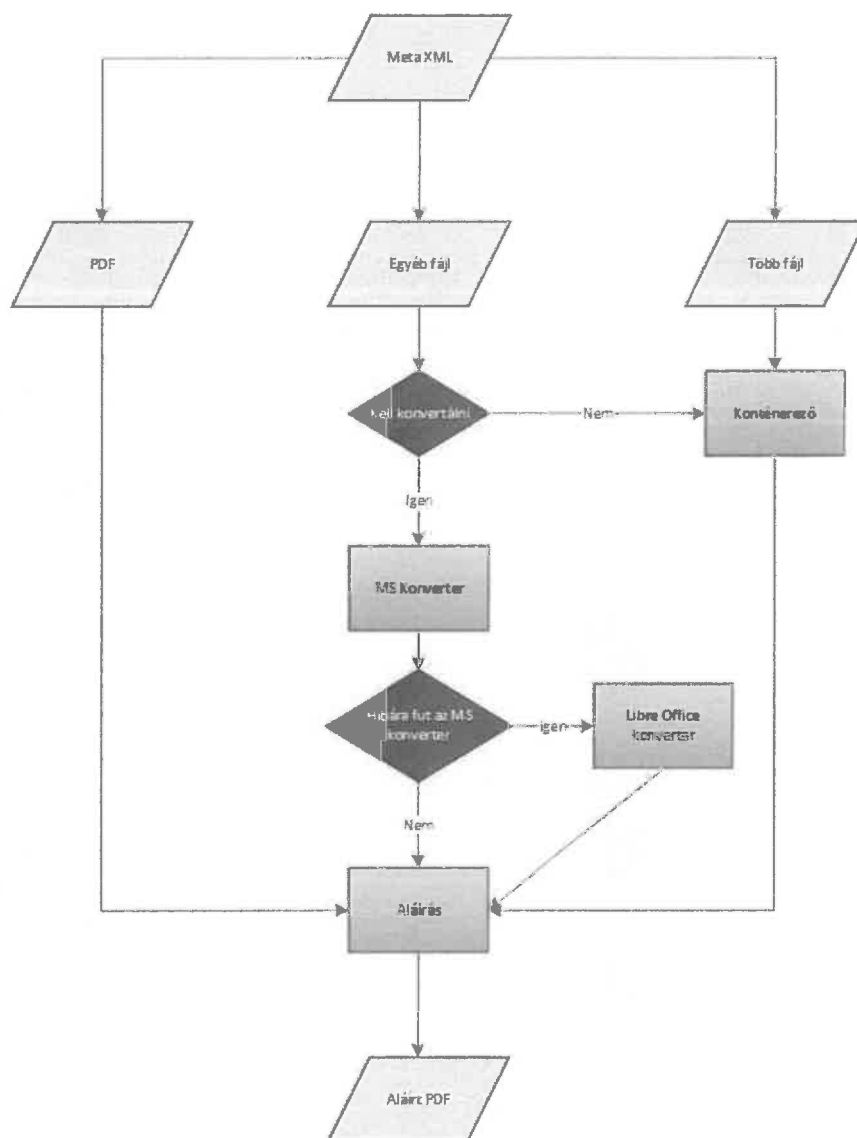 Meta XML
PDF
Egyéb fájl
Több fájl
Kell konvertálni
Nem
Konténerező
Igen
MS Konverter
Hibára fut az MS
konverter
Igen
Libre Office
konverter
Nem
Aláírás
Aláírt PDF